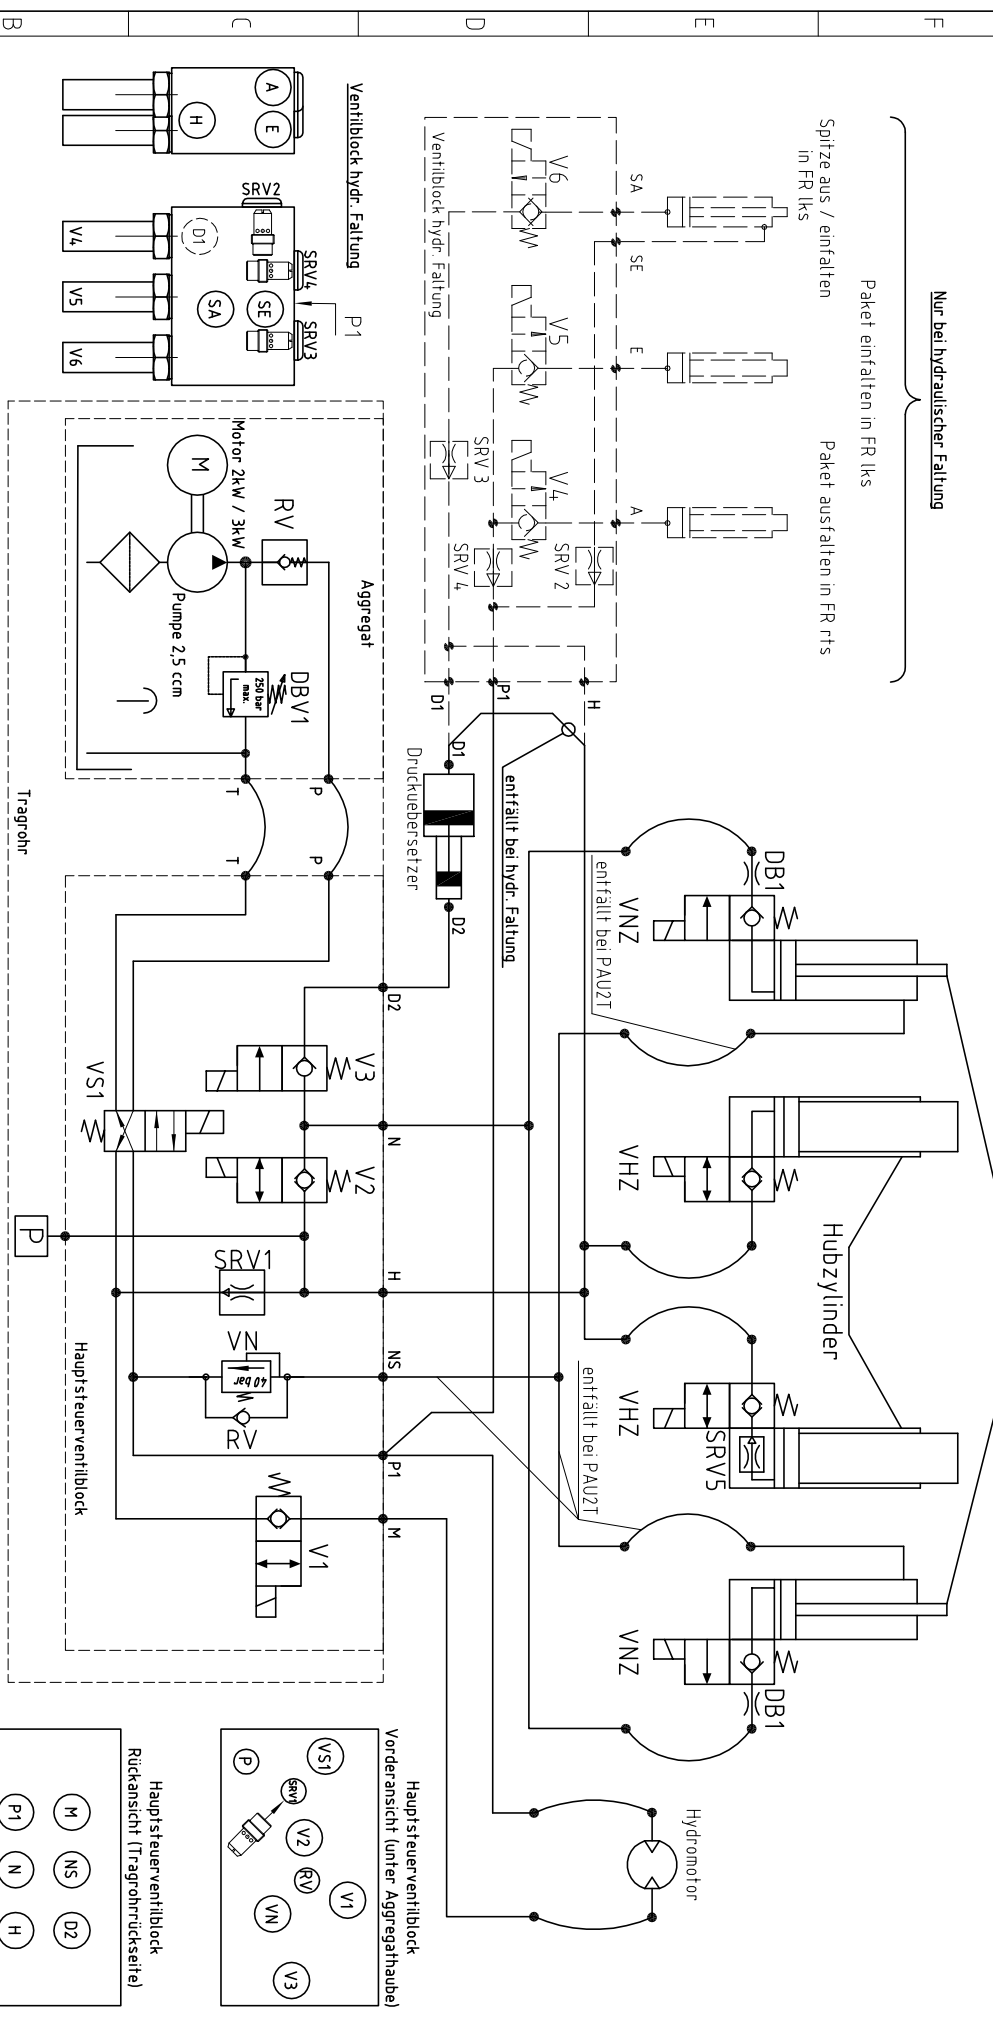 B
C
D
E
F
Nur bei hydraulischer Faltung
Spitze aus / einfalten
in FR lks
Paket einfalten in FR lks
Paket ausfalten in FR rts
Ventilblock hydr. Faltung
A
E
H
SRV2
SRV4
SRV3
P1
D1
SA
SE
V4
V5
V6
Ventilblock hydr. Faltung
V6
V5
V4
SA
SE
E
A
SRV 3
SRV 4
SRV 2
D1
P1
H
Aggregat
Motor 2kW / 3kW
M
RV
Pumpe 2,5 ccm
DBV1
250 bar
max.
T
P
T
P
Tragrohr
D1
Druckuebersetzer
D2
entfällt bei hydr. Faltung
DB1
VNZ
entfällt bei PAU2T
VHZ
Hubzylinder
VHZ
SRV5
entfällt bei PAU2T
VNZ
DB1
D2
V3
VS1
N
V2
P
SRV1
H
VN
40 bar
RV
NS
P1
M
V1
Hauptsteuerventilblock
Hydromotor
Hauptsteuerventilblock
Vorderansicht (unter Aggregathaube)
VS1
P
SRV1
V2
RV
V1
VN
V3
Hauptsteuerventilblock
Rückansicht (Tragrohrrückseite)
M
NS
D2
P1
N
H